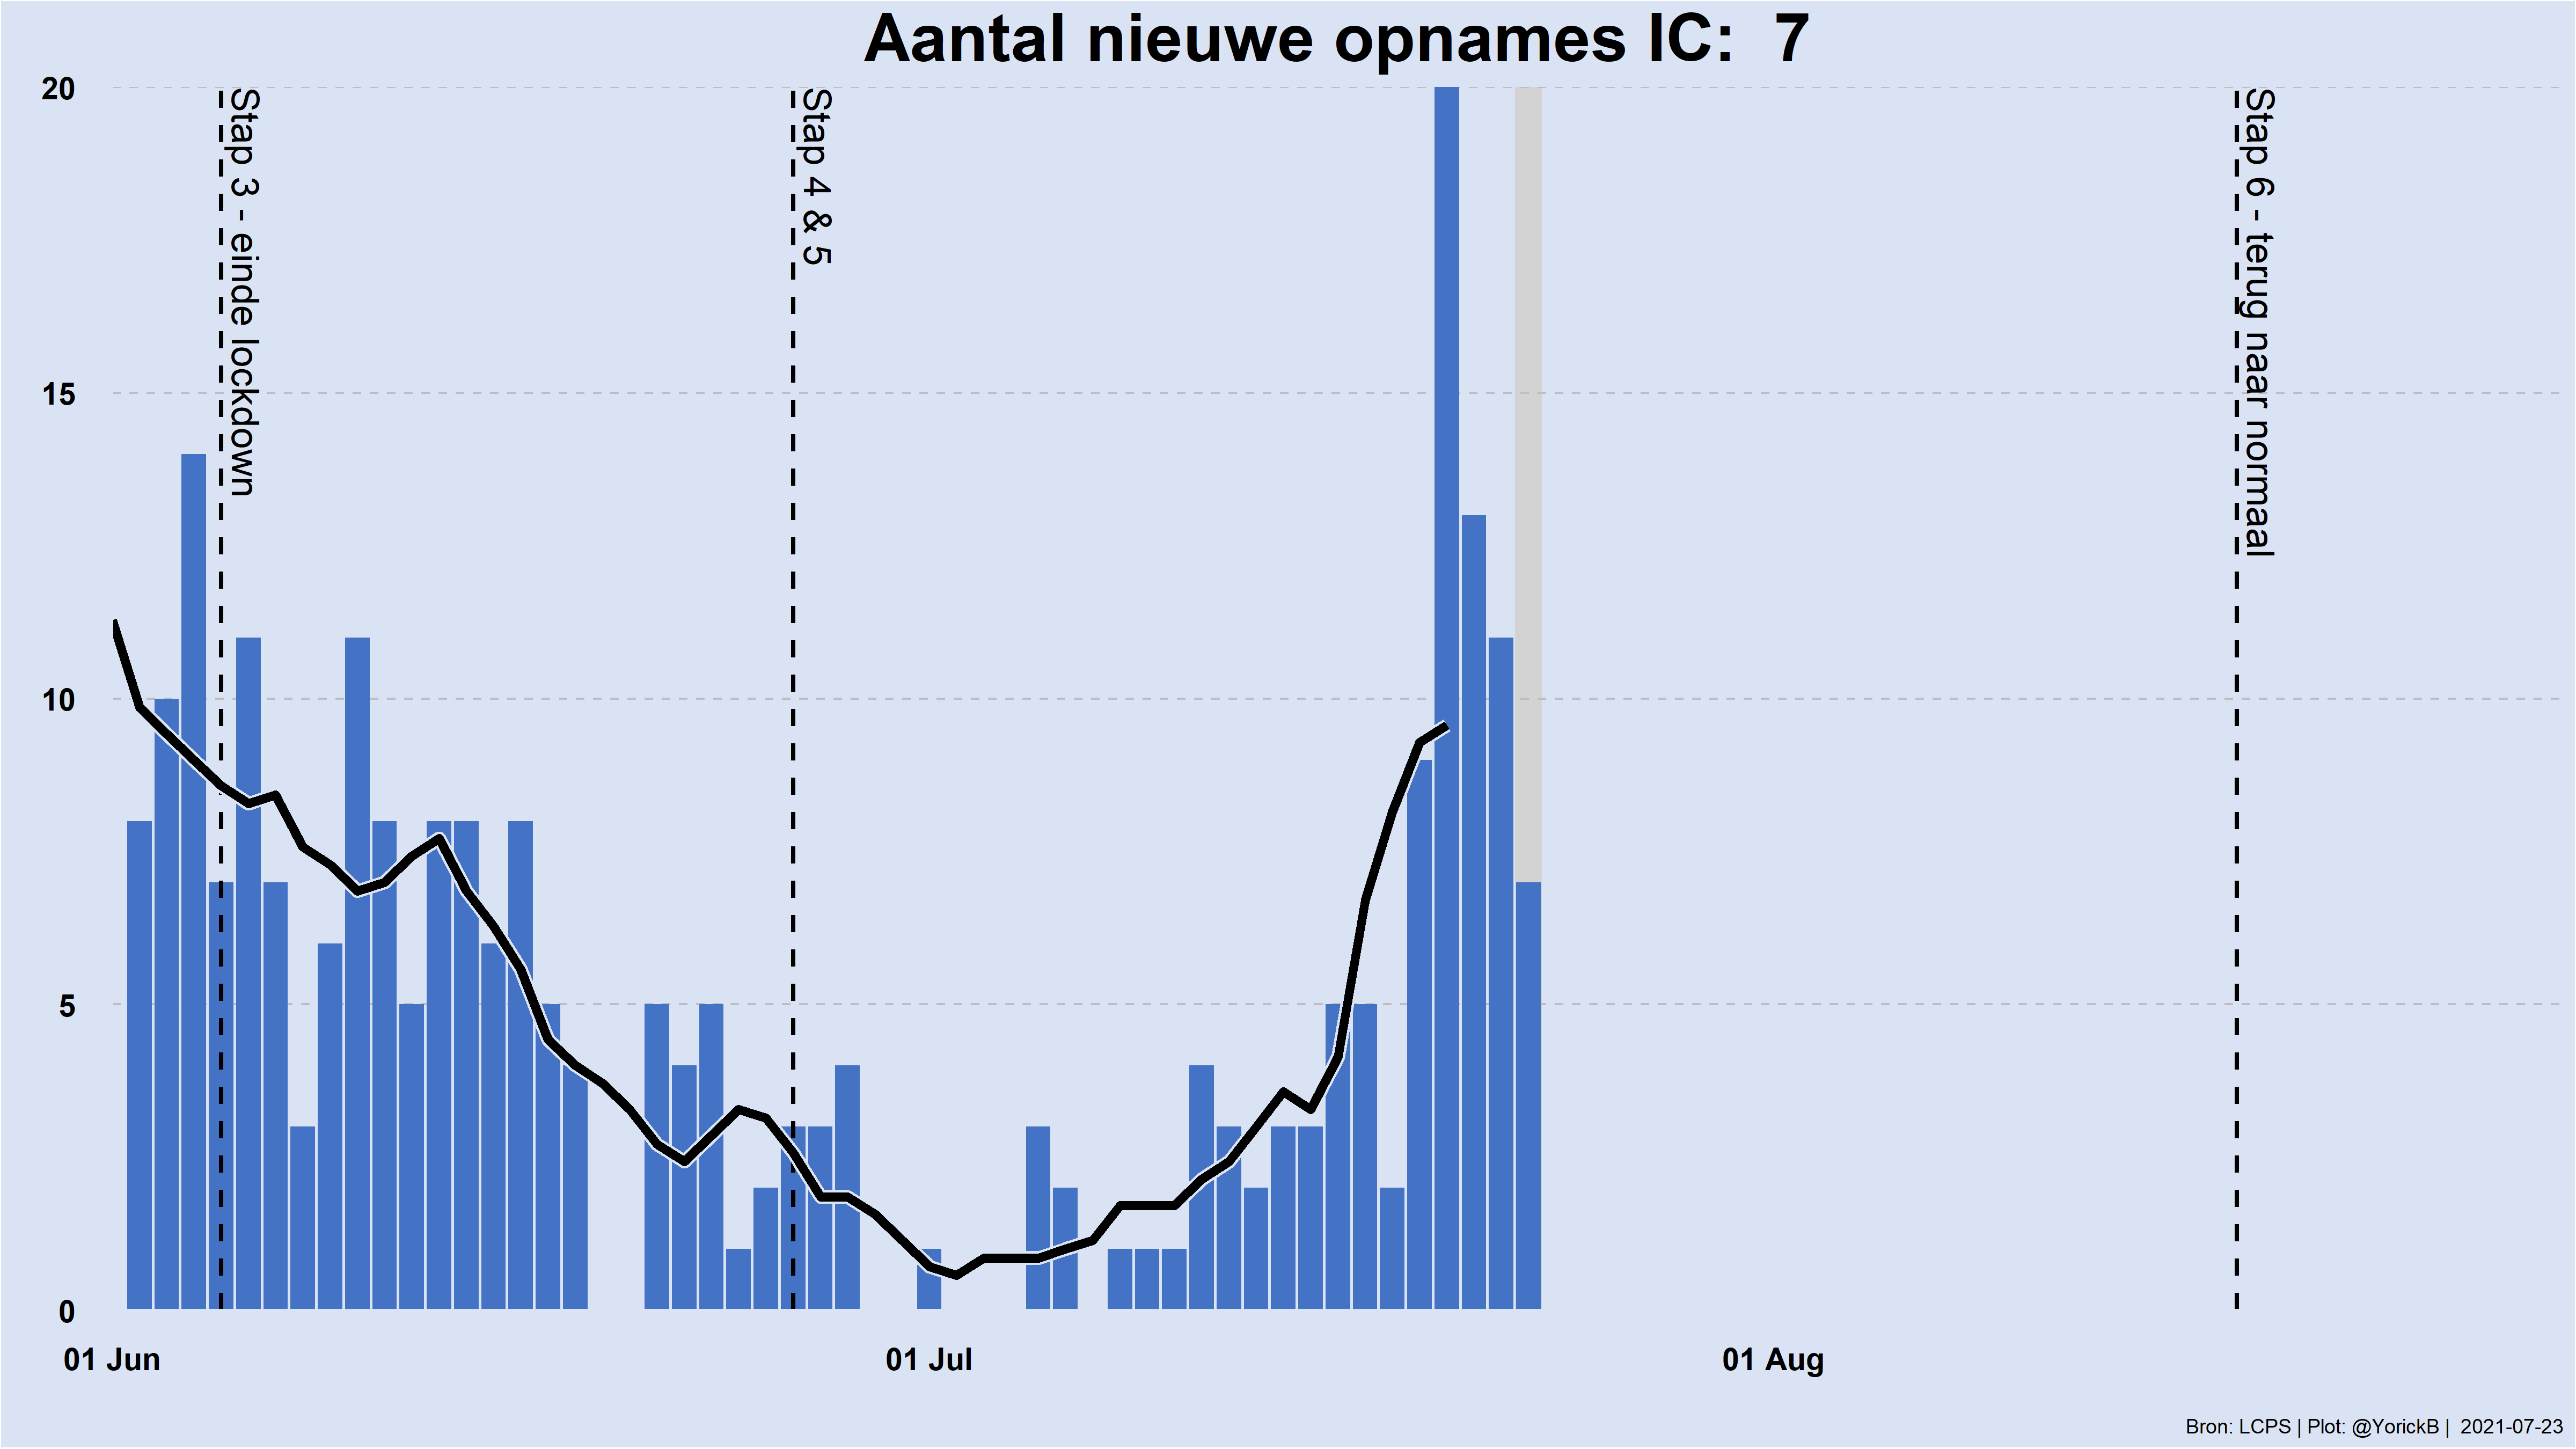 Aantal nieuwe opnames IC:  7
20
15
10
5
0
Stap 3 - einde lockdown
Stap 4 & 5
Stap 6 - terug naar normaal
01 Jun
01 Jul
01 Aug
Bron: LCPS | Plot: @YorickB |  2021-07-23